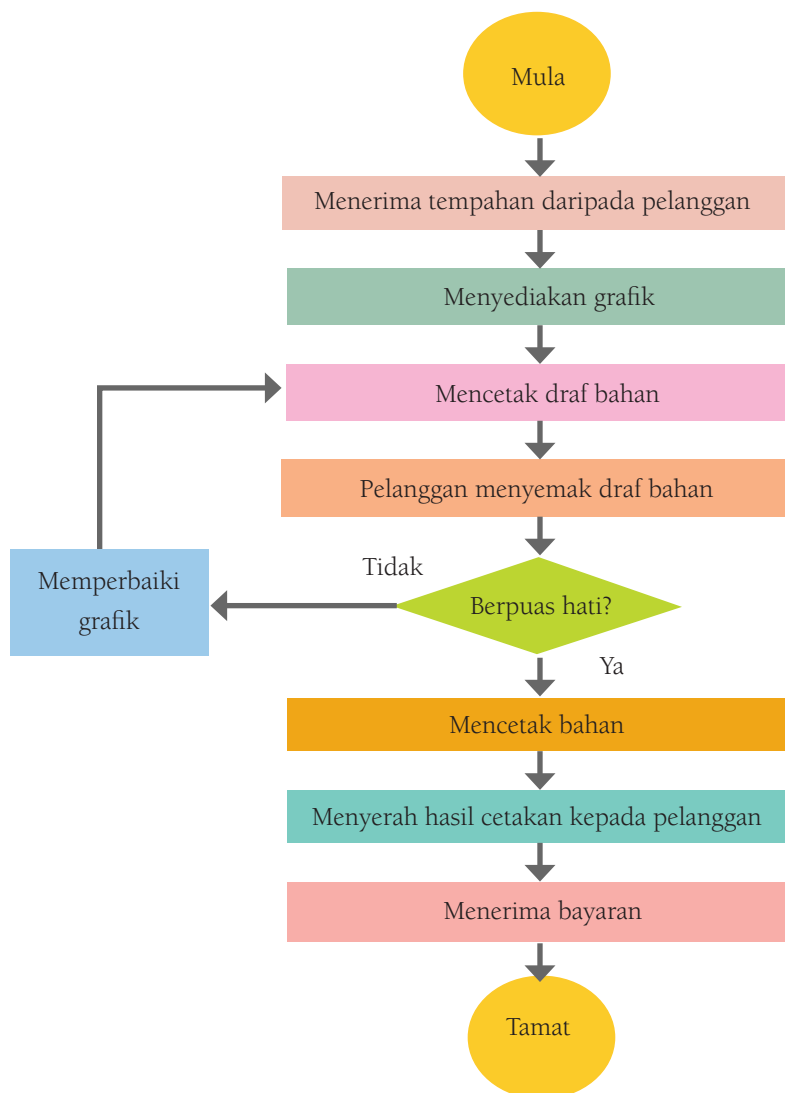 Mula
Menerima tempahan daripada pelanggan
Menyediakan grafik
Mencetak draf bahan
Pelanggan menyemak draf bahan
Tidak
Memperbaiki
grafik
Berpuas hati?
Ya
Mencetak bahan
Menyerah hasil cetakan kepada pelanggan
Menerima bayaran
Tamat